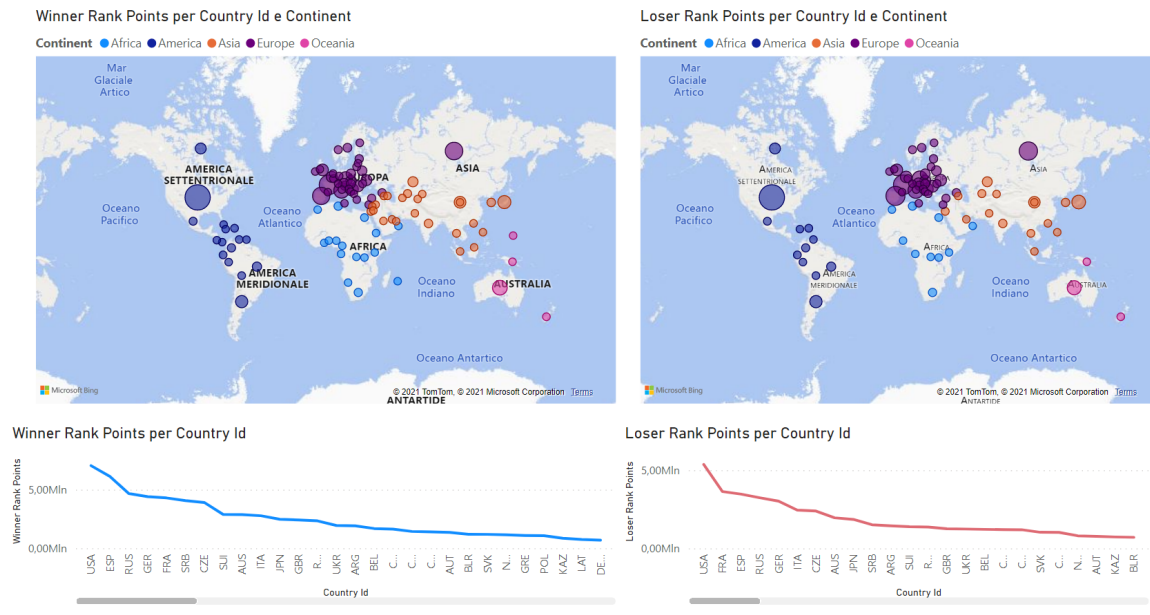 Winner Rank Points per Country Id e Continent
Continent Africa America Asia Europe Oceania
Mar
Glaciale
Artico
AMERICA
SETTENTRIONALE
ASIA
Oceano
Pacifico
Oceano
Atlantico
AFRICA
AMERICA
MERIDIONALE
Oceano
Indiano
AUSTRALIA
Oceano Antartico
Microsoft Bing
© 2021 TomTom, © 2021 Microsoft Corporation Terms
ANTARTIDE
Loser Rank Points per Country Id e Continent
Continent Africa America Asia Europe Oceania
Mar
Glaciale
Artico
AMERICA
SETTENTRIONALE
ASIA
Oceano
Pacifico
Oceano
Atlantico
AFRICA
AMERICA
MERIDIONALE
Oceano
Indiano
AUSTRALIA
Oceano Antartico
Microsoft Bing
© 2021 TomTom, © 2021 Microsoft Corporation Terms
ANTARTIDE
Winner Rank Points per Country Id
Winner Rank Points
5,00Mln
0,00Mln
USA ESP RUS GER FRA SRB CZE SUI AUS ITA JPN GBR R... UKR ARG BEL C... C... C... AUT BLR SVK N... GRE POL KAZ LAT DE...
Country Id
Loser Rank Points per Country Id
Loser Rank Points
5,00Mln
0,00Mln
USA FRA ESP RUS GER ITA CZE AUS JPN SRB ARG SUI R... GBR UKR BEL C... C... SVK C... N... AUT KAZ BLR
Country Id